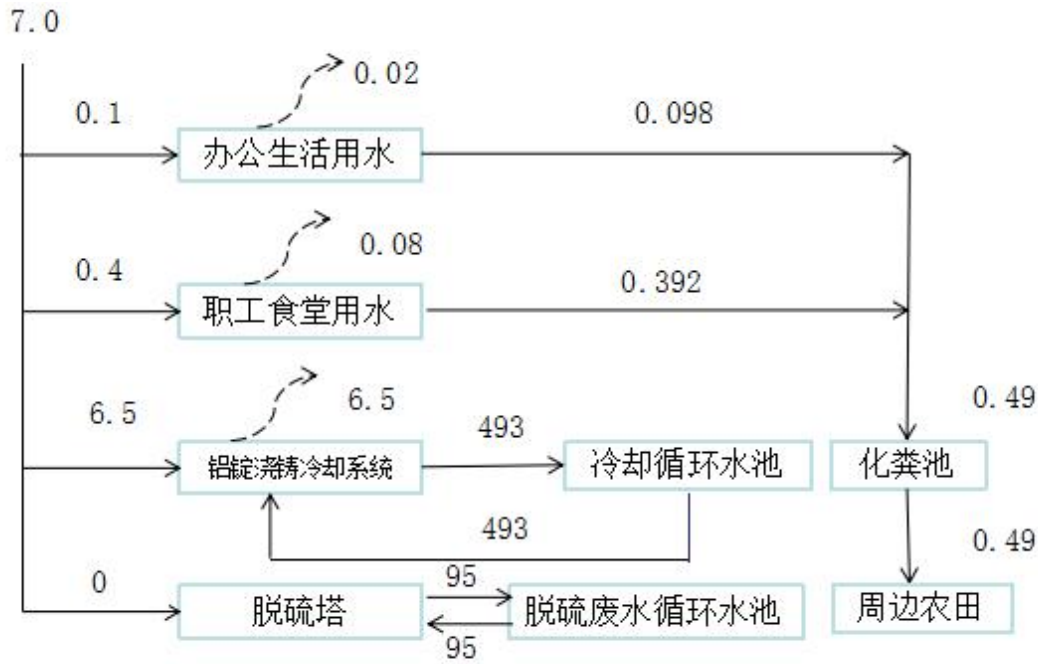 7.0
0.02
0.1
0.098
办公生活用水
0.08
0.4
0.392
职工食堂用水
6.5
6.5
493
0.49
铝锭浇铸冷却系统
冷却循环水池
化粪池
493
0.49
0
95
脱硫塔
脱硫废水循环水池
周边农田
95